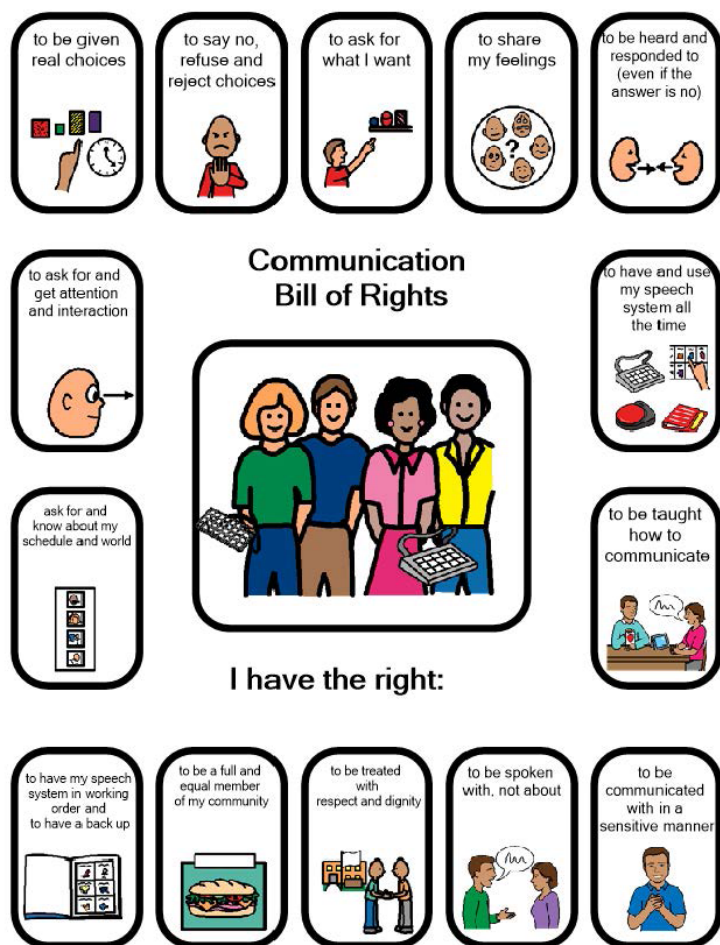 to be given
real choices
to say no,
refuse and
reject choices
to ask for
what I want
to share
my feelings
to be heard and
responded to
(even if the
answer is no)
?
to ask for and
get attention
and interaction
Communication
Bill of Rights
to have and use
my speech
system all
the time
ask for and
know about my
schedule and world
to be taught
how to
communicate
I have the right:
to have my speech
system in working
order and
to have a back up
to be a full and
equal member
of my community
to be treated
with
respect and dignity
to be spoken
with, not about
to be
communicated
with in a
sensitive manner